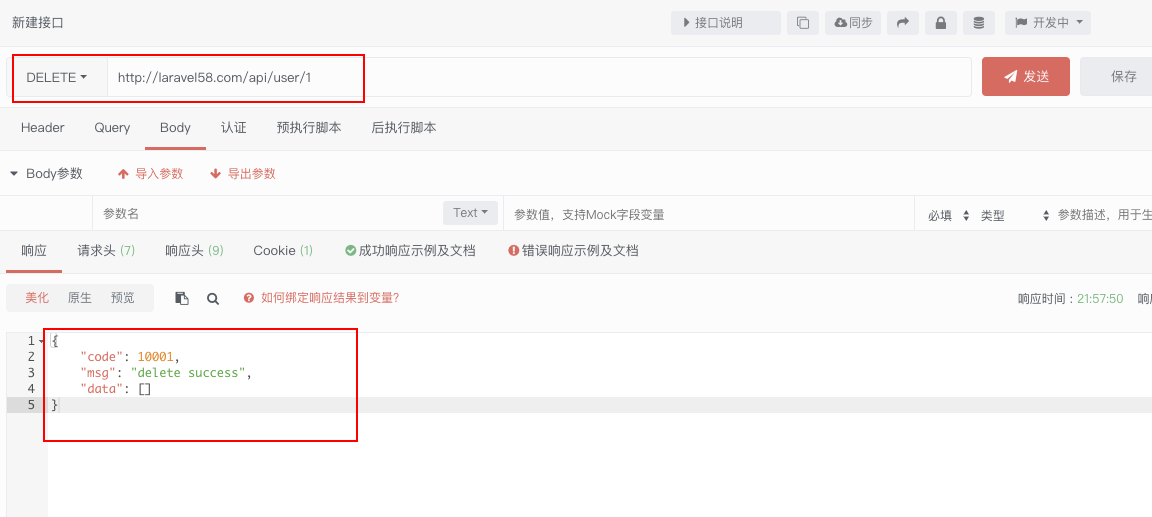 新建接口
接口说明 同步 开发中
DELETE http://laravel58.com/api/user/1 发送 保存
Header Query Body 认证 预执行脚本 后执行脚本
Body参数 导入参数 导出参数
参数名 Text 参数值，支持Mock字段变量 必填 类型 参数描述，用于生
响应 请求头 (7) 响应头 (9) Cookie (1) 成功响应示例及文档 错误响应示例及文档
美化 原生 预览 如何绑定响应结果到变量? 响应时间：21:57:50 响
1 {
2 "code": 10001,
3 "msg": "delete success",
4 "data": []
5 }